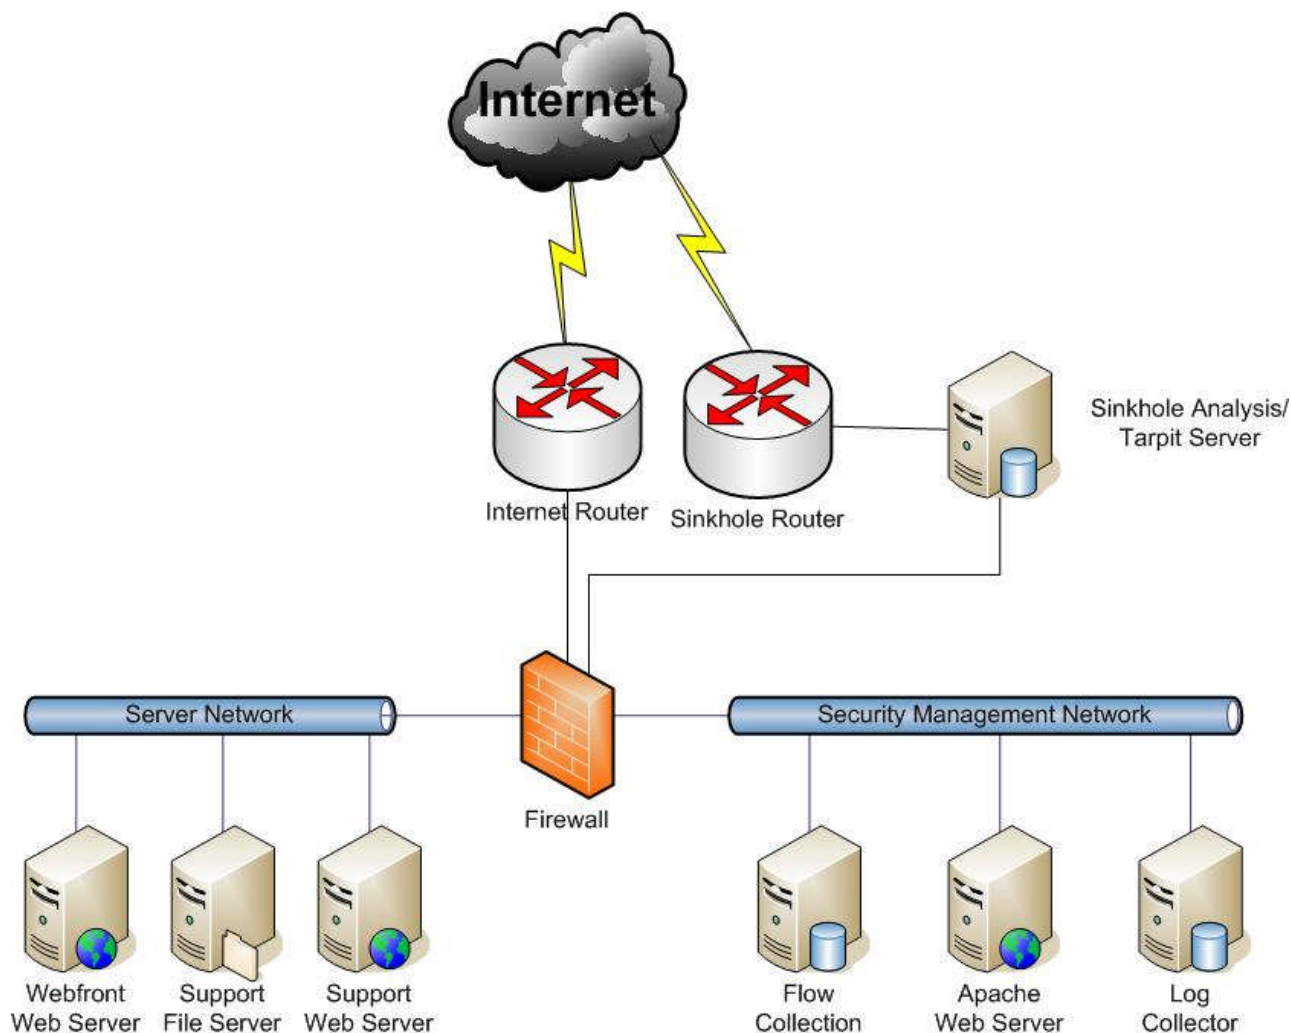 Internet
Sinkhole Analysis/
Tarpit Server
Internet Router
Sinkhole Router
Server Network
Security Management Network
Firewall
Webfront
Web Server
Support
File Server
Support
Web Server
Flow
Collection
Apache
Web Server
Log
Collector